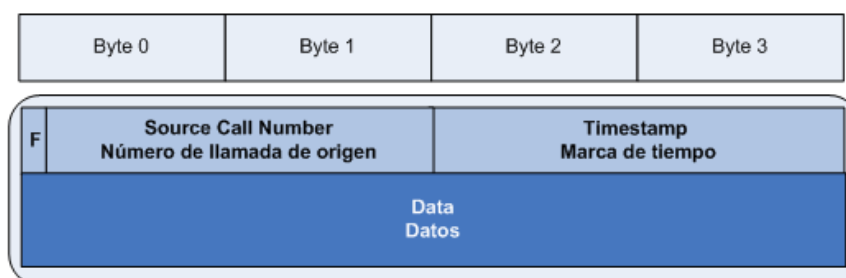 Byte 0
Byte 1
Byte 2
Byte 3
F
Source Call Number
Número de llamada de origen
Timestamp
Marca de tiempo
Data
Datos